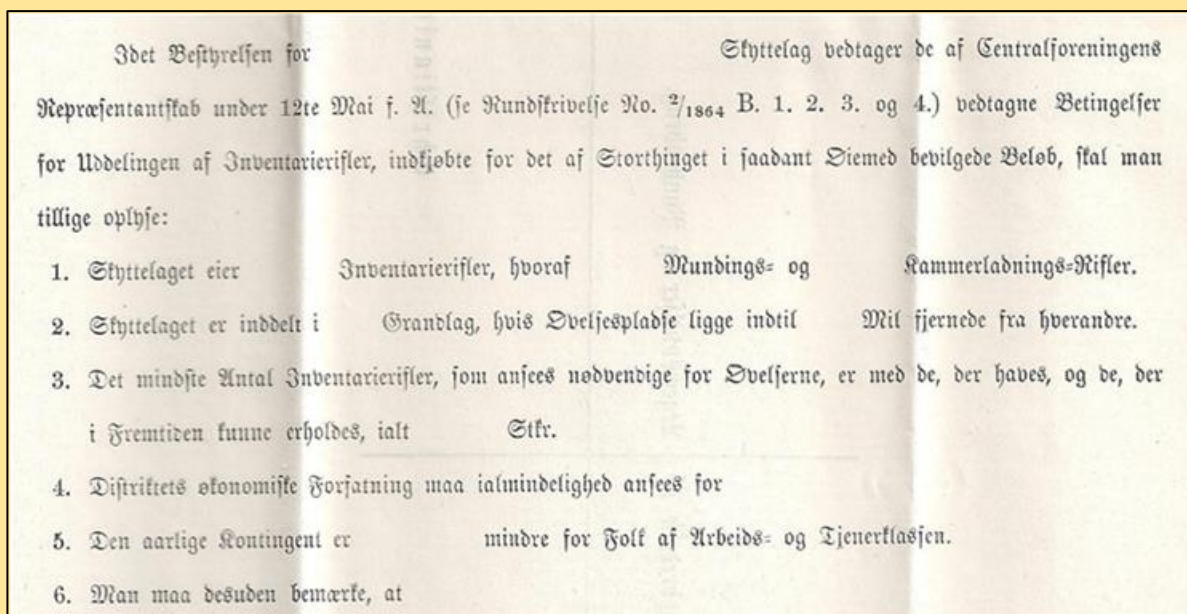 Idet Bestyrelsen for Skyttelag vedtager de af Centralforeningens
Repræsentantskab under 12te Mai f. A. (se Rundskrivelse No. 2/1864 B. 1. 2. 3. og 4.) vedtagne Betingelser
for Uddelingen af Inventarierifler, indkjøbte for det af Storthinget i saadant Øiemed bevilgede Beløb, skal man
tillige oplyse:
1. Skyttelaget eier Inventarierifler, hvoraf Mundings- og Kammerladnings-Rifler.
2. Skyttelaget er inddelt i Grandlag, hvis Øvelsespladse ligge indtil Mil fjernede fra hverandre.
3. Det mindste Antal Inventarierifler, som ansees nødvendige for Øvelserne, er med de, der haves, og de, der
i Fremtiden kunne erholdes, ialt Stkr.
4. Distriktets økonomiske Forfatning maa ialmindelighed ansees for
5. Den aarlige Kontingent er mindre for Folk af Arbeids- og Tjenerklassen.
6. Man maa desuden bemærke, at